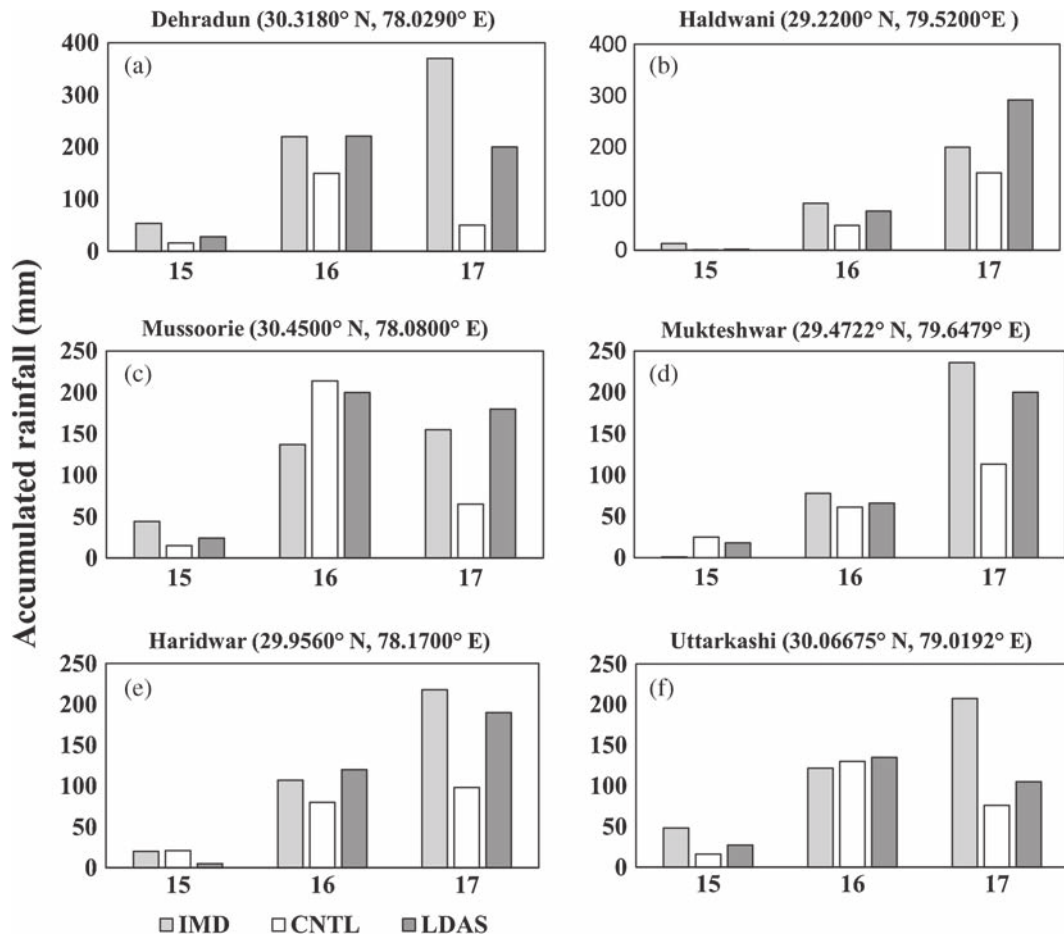 Dehradun (30.3180° N, 78.0290° E)
(a)
400
300
200
100
0
15 16 17
Haldwani (29.2200° N, 79.5200°E )
(b)
400
300
200
100
0
15 16 17
Accumulated rainfall (mm)
Mussoorie (30.4500° N, 78.0800° E)
(c)
250
200
150
100
50
0
15 16 17
Mukteshwar (29.4722° N, 79.6479° E)
(d)
250
200
150
100
50
0
15 16 17
Haridwar (29.9560° N, 78.1700° E)
(e)
250
200
150
100
50
0
15 16 17
Uttarkashi (30.06675° N, 79.0192° E)
(f)
250
200
150
100
50
0
15 16 17
IMD CNTL LDAS